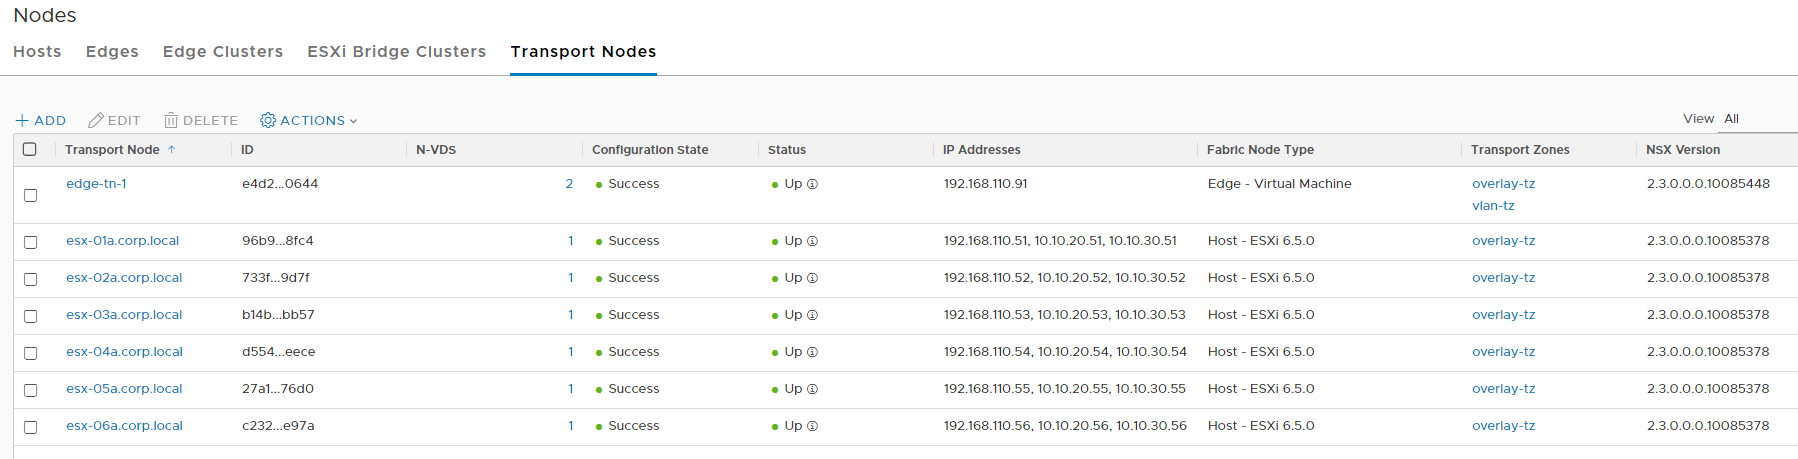 Nodes
Hosts Edges Edge Clusters ESXi Bridge Clusters Transport Nodes
+ ADD EDIT DELETE ACTIONS View All
Transport Node ↑ ID N-VDS Configuration State Status IP Addresses Fabric Node Type Transport Zones NSX Version
edge-tn-1 e4d2...0644 2 Success Up 192.168.110.91 Edge - Virtual Machine overlay-tz 2.3.0.0.0.10085448
vlan-tz
esx-01a.corp.local 96b9...8fc4 1 Success Up 192.168.110.51, 10.10.20.51, 10.10.30.51 Host - ESXi 6.5.0 overlay-tz 2.3.0.0.0.10085378
esx-02a.corp.local 733f...9d7f 1 Success Up 192.168.110.52, 10.10.20.52, 10.10.30.52 Host - ESXi 6.5.0 overlay-tz 2.3.0.0.0.10085378
esx-03a.corp.local b14b...bb57 1 Success Up 192.168.110.53, 10.10.20.53, 10.10.30.53 Host - ESXi 6.5.0 overlay-tz 2.3.0.0.0.10085378
esx-04a.corp.local d554...eece 1 Success Up 192.168.110.54, 10.10.20.54, 10.10.30.54 Host - ESXi 6.5.0 overlay-tz 2.3.0.0.0.10085378
esx-05a.corp.local 27a1...76d0 1 Success Up 192.168.110.55, 10.10.20.55, 10.10.30.55 Host - ESXi 6.5.0 overlay-tz 2.3.0.0.0.10085378
esx-06a.corp.local c232...e97a 1 Success Up 192.168.110.56, 10.10.20.56, 10.10.30.56 Host - ESXi 6.5.0 overlay-tz 2.3.0.0.0.10085378